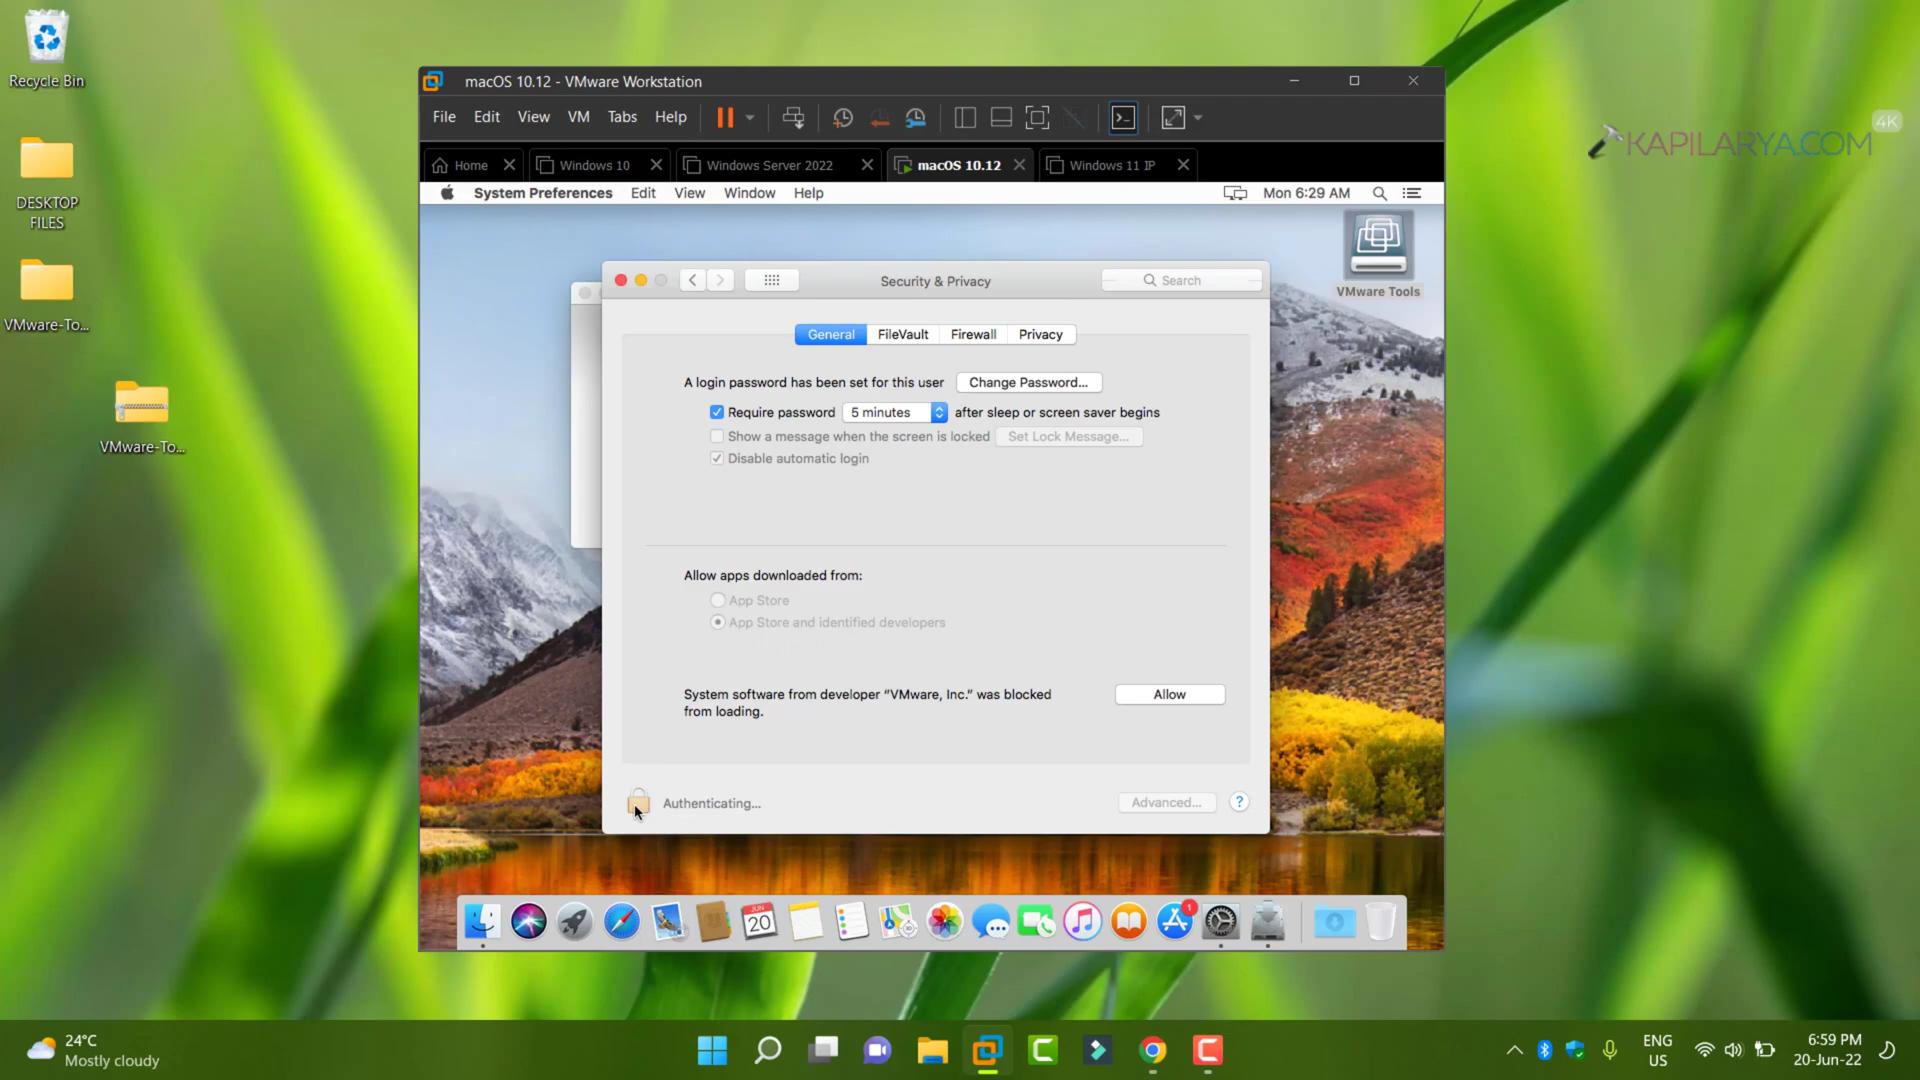 Recycle Bin
DESKTOP
FILES
VMware-To...
VMware-To...
KAPILARYA.COM
4K
macOS 10.12 - VMware Workstation
File Edit View VM Tabs Help
Home Windows 10 Windows Server 2022 macOS 10.12 Windows 11 IP
System Preferences Edit View Window Help Mon 6:29 AM
VMware Tools
Security & Privacy
Search
General FileVault Firewall Privacy
A login password has been set for this user Change Password...
Require password 5 minutes after sleep or screen saver begins
Show a message when the screen is locked Set Lock Message...
Disable automatic login
Allow apps downloaded from:
App Store
App Store and identified developers
System software from developer “VMware, Inc.” was blocked
from loading.
Allow
Authenticating...
Advanced...
?
JUN
20
1
24°C
Mostly cloudy
ENG
US
6:59 PM
20-Jun-22